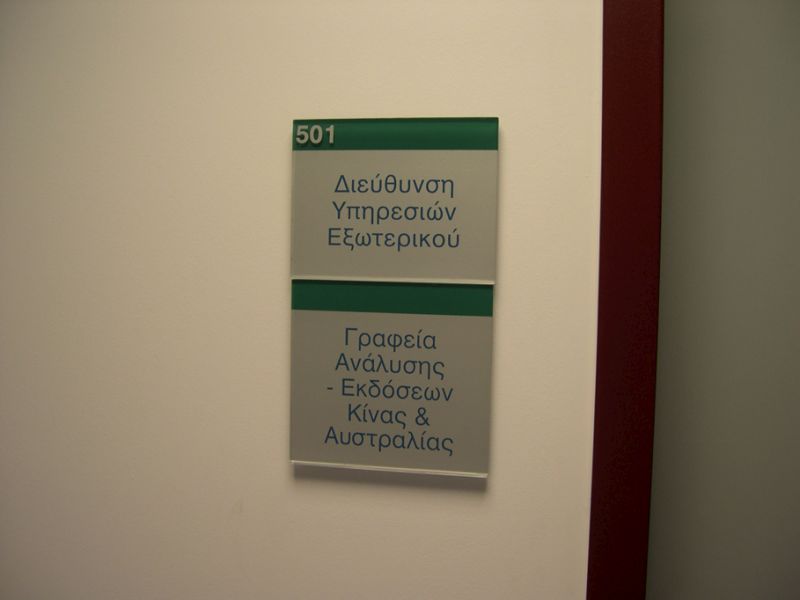 501
Διεύθυνση
Υπηρεσιών
Εξωτερικού
Γραφεία
Ανάλυσης
- Εκδόσεων
Κίνας &
Αυστραλίας